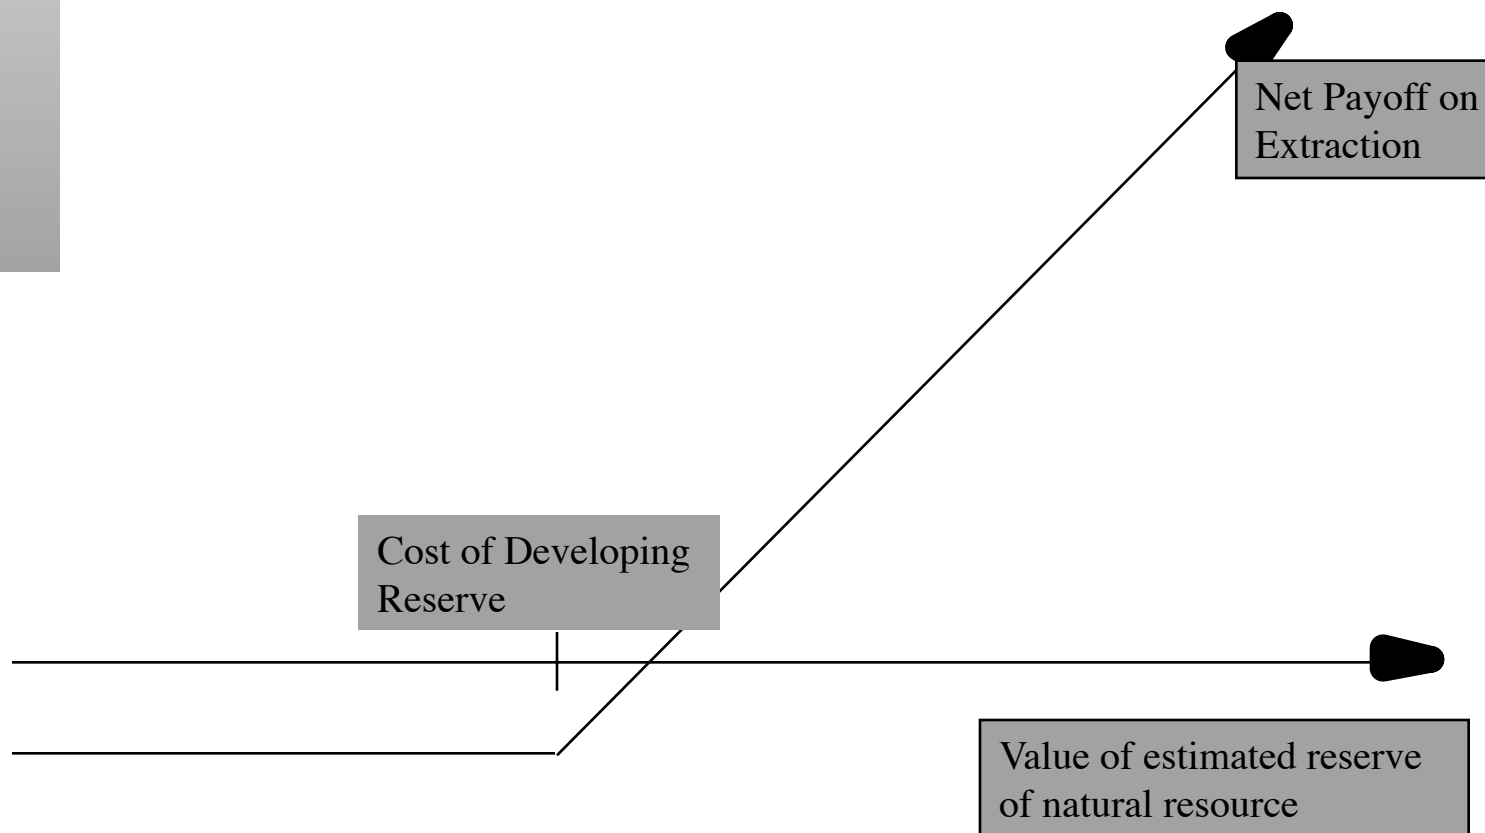 Net Payoff on
Extraction
Cost of Developing
Reserve
Value of estimated reserve
of natural resource